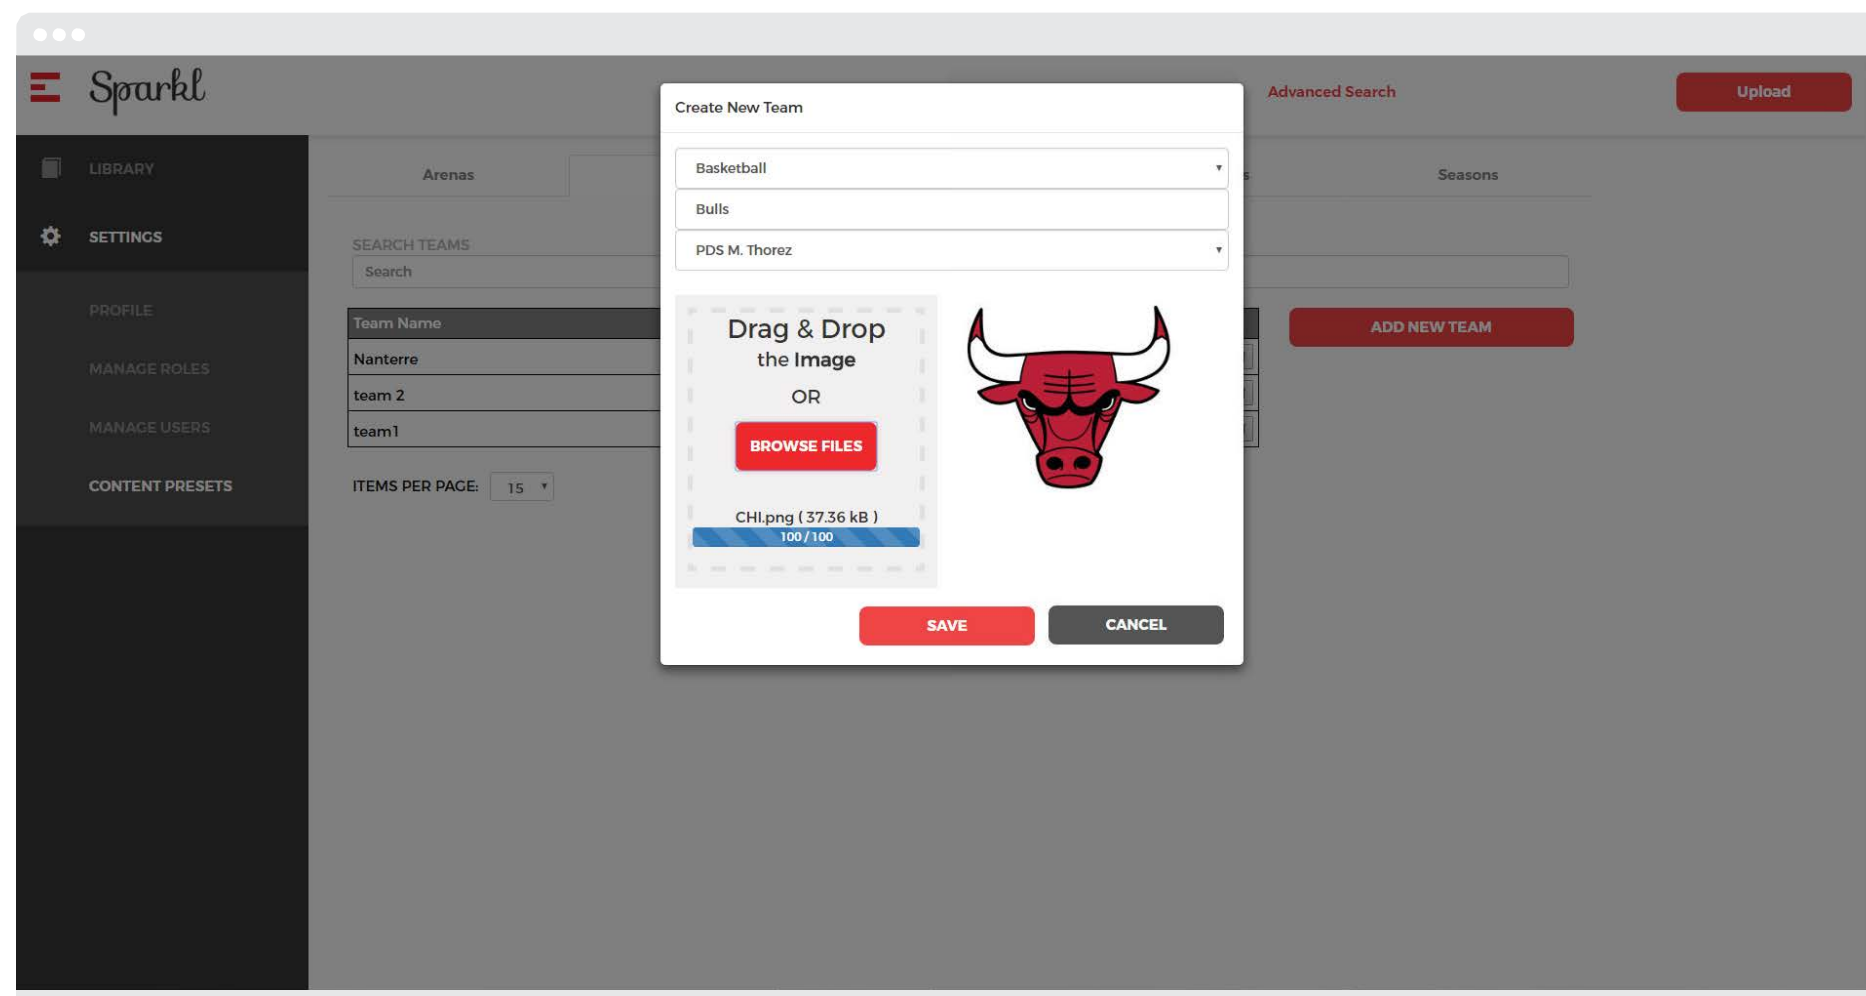 Sparkl
Advanced Search
Upload
LIBRARY
SETTINGS
PROFILE
MANAGE ROLES
MANAGE USERS
CONTENT PRESETS
Arenas
Seasons
SEARCH TEAMS
Search
Team Name
Nanterre
team 2
team1
ITEMS PER PAGE: 15
ADD NEW TEAM
Create New Team
Basketball
Bulls
PDS M. Thorez
Drag & Drop
the Image
OR
BROWSE FILES
CHI.png ( 37.36 kB )
100 / 100
SAVE
CANCEL